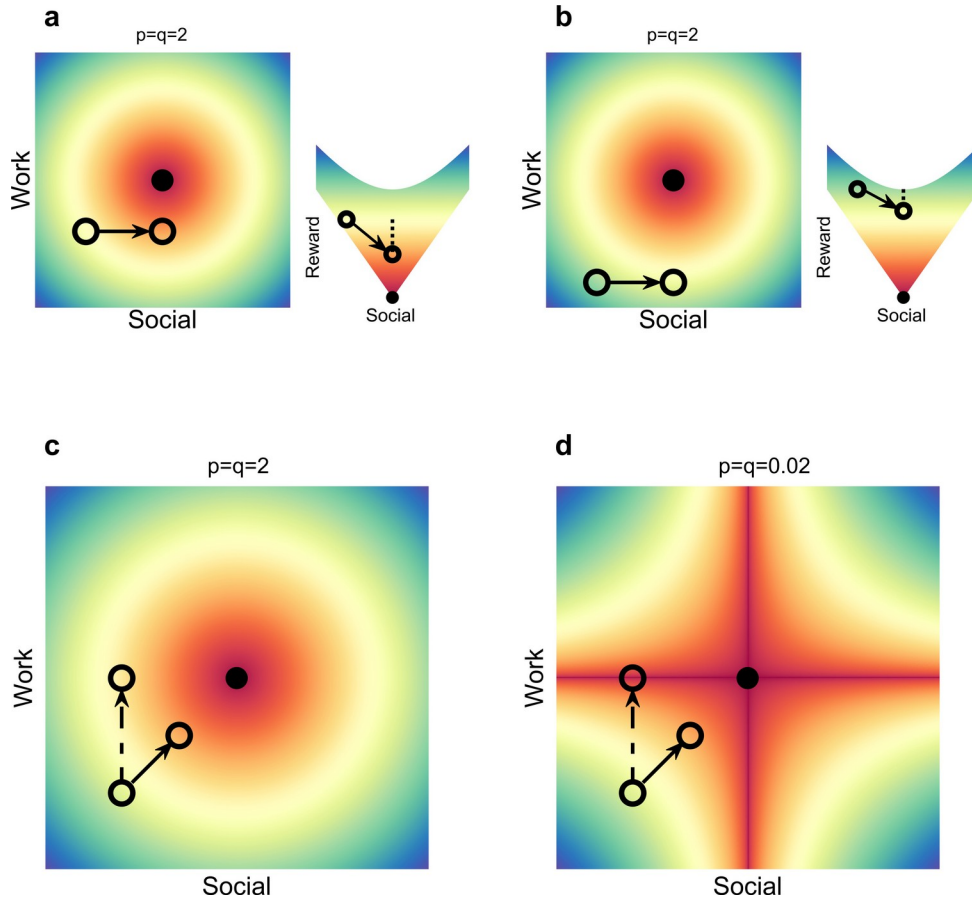 a
p=q=2
Work
Social
Reward
Social
b
p=q=2
Work
Social
Reward
Social
c
p=q=2
Work
Social
d
p=q=0.02
Work
Social